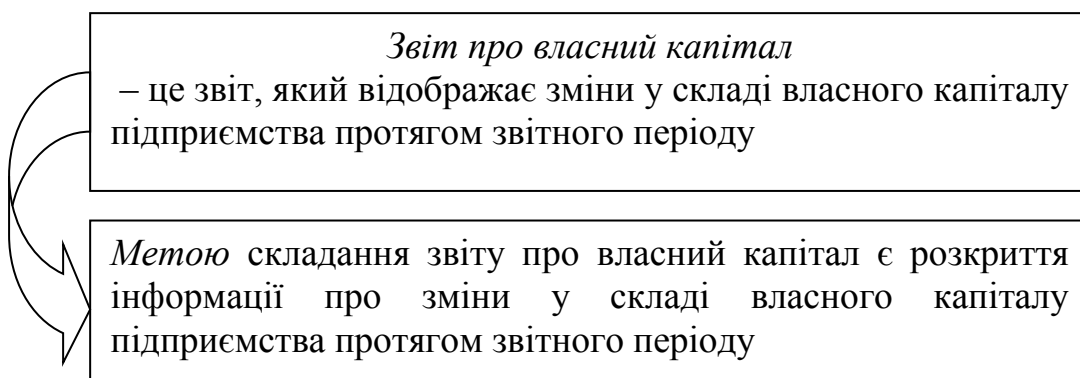 Звіт про власний капітал
– це звіт, який відображає зміни у складі власного капіталу
підприємства протягом звітного періоду
Метою складання звіту про власний капітал є розкриття
інформації про зміни у складі власного капіталу
підприємства протягом звітного періоду